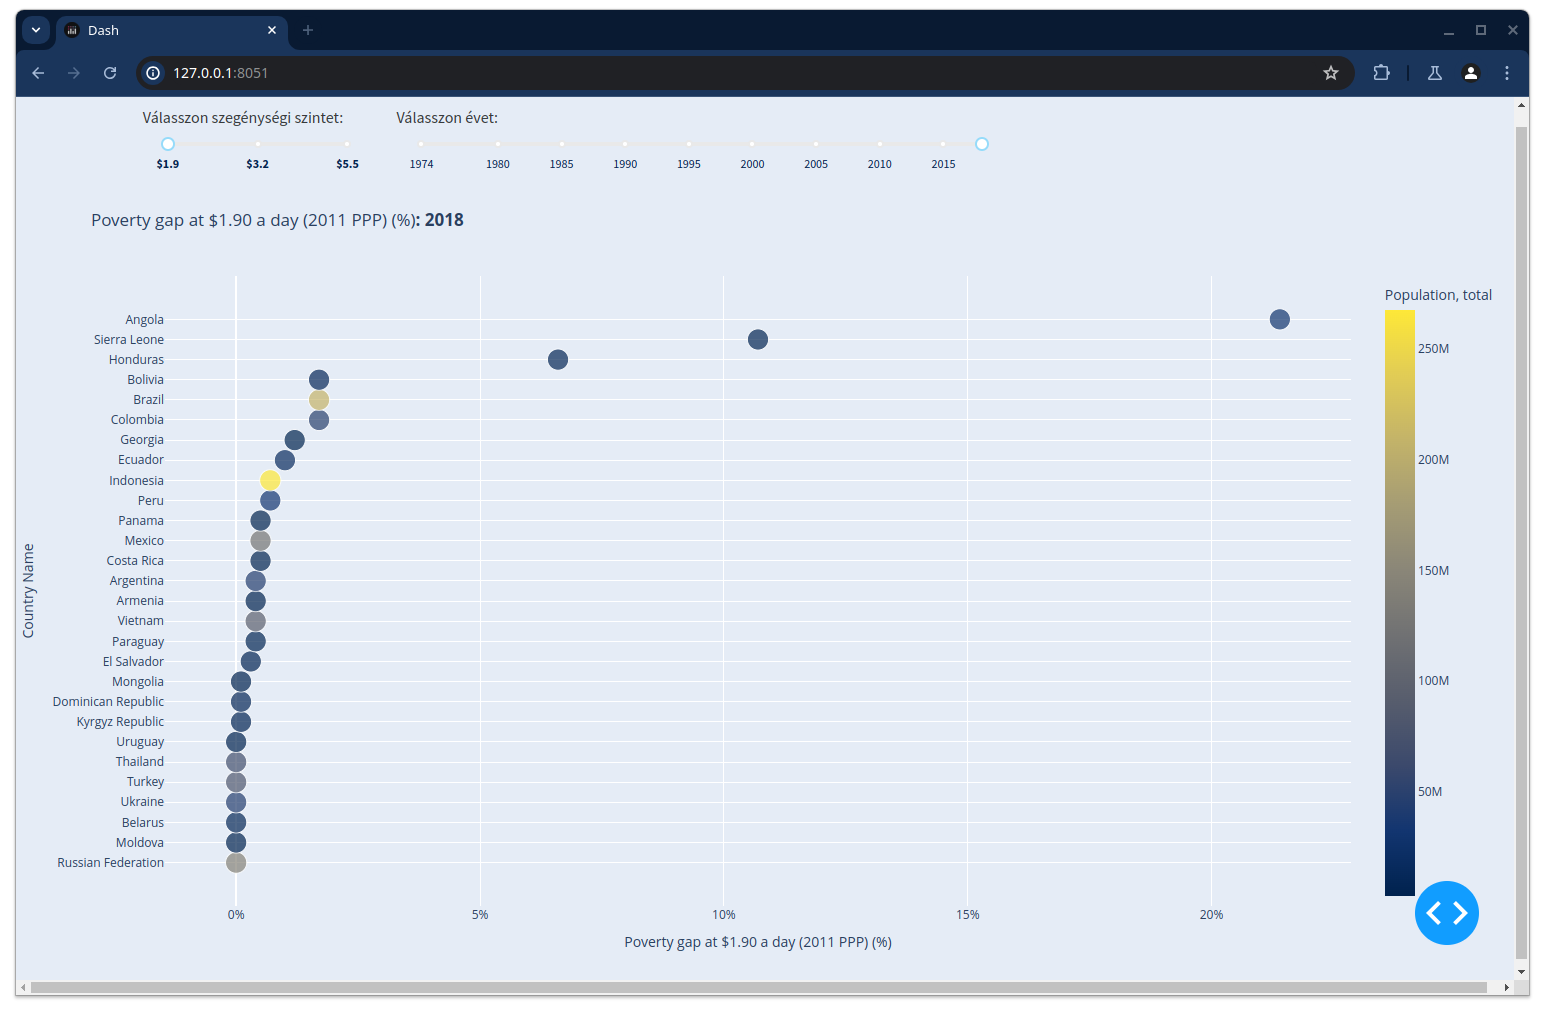 Dash
127.0.0.1:8051
Válasszon szegénységi szintet:
Válasszon évet:
$1.9 $3.2 $5.5
1974 1980 1985 1990 1995 2000 2005 2010 2015
Poverty gap at $1.90 a day (2011 PPP) (%): 2018
Population, total
250M
200M
150M
100M
50M
Country Name
Angola
Sierra Leone
Honduras
Bolivia
Brazil
Colombia
Georgia
Ecuador
Indonesia
Peru
Panama
Mexico
Costa Rica
Argentina
Armenia
Vietnam
Paraguay
El Salvador
Mongolia
Dominican Republic
Kyrgyz Republic
Uruguay
Thailand
Turkey
Ukraine
Belarus
Moldova
Russian Federation
0% 5% 10% 15% 20%
Poverty gap at $1.90 a day (2011 PPP) (%)